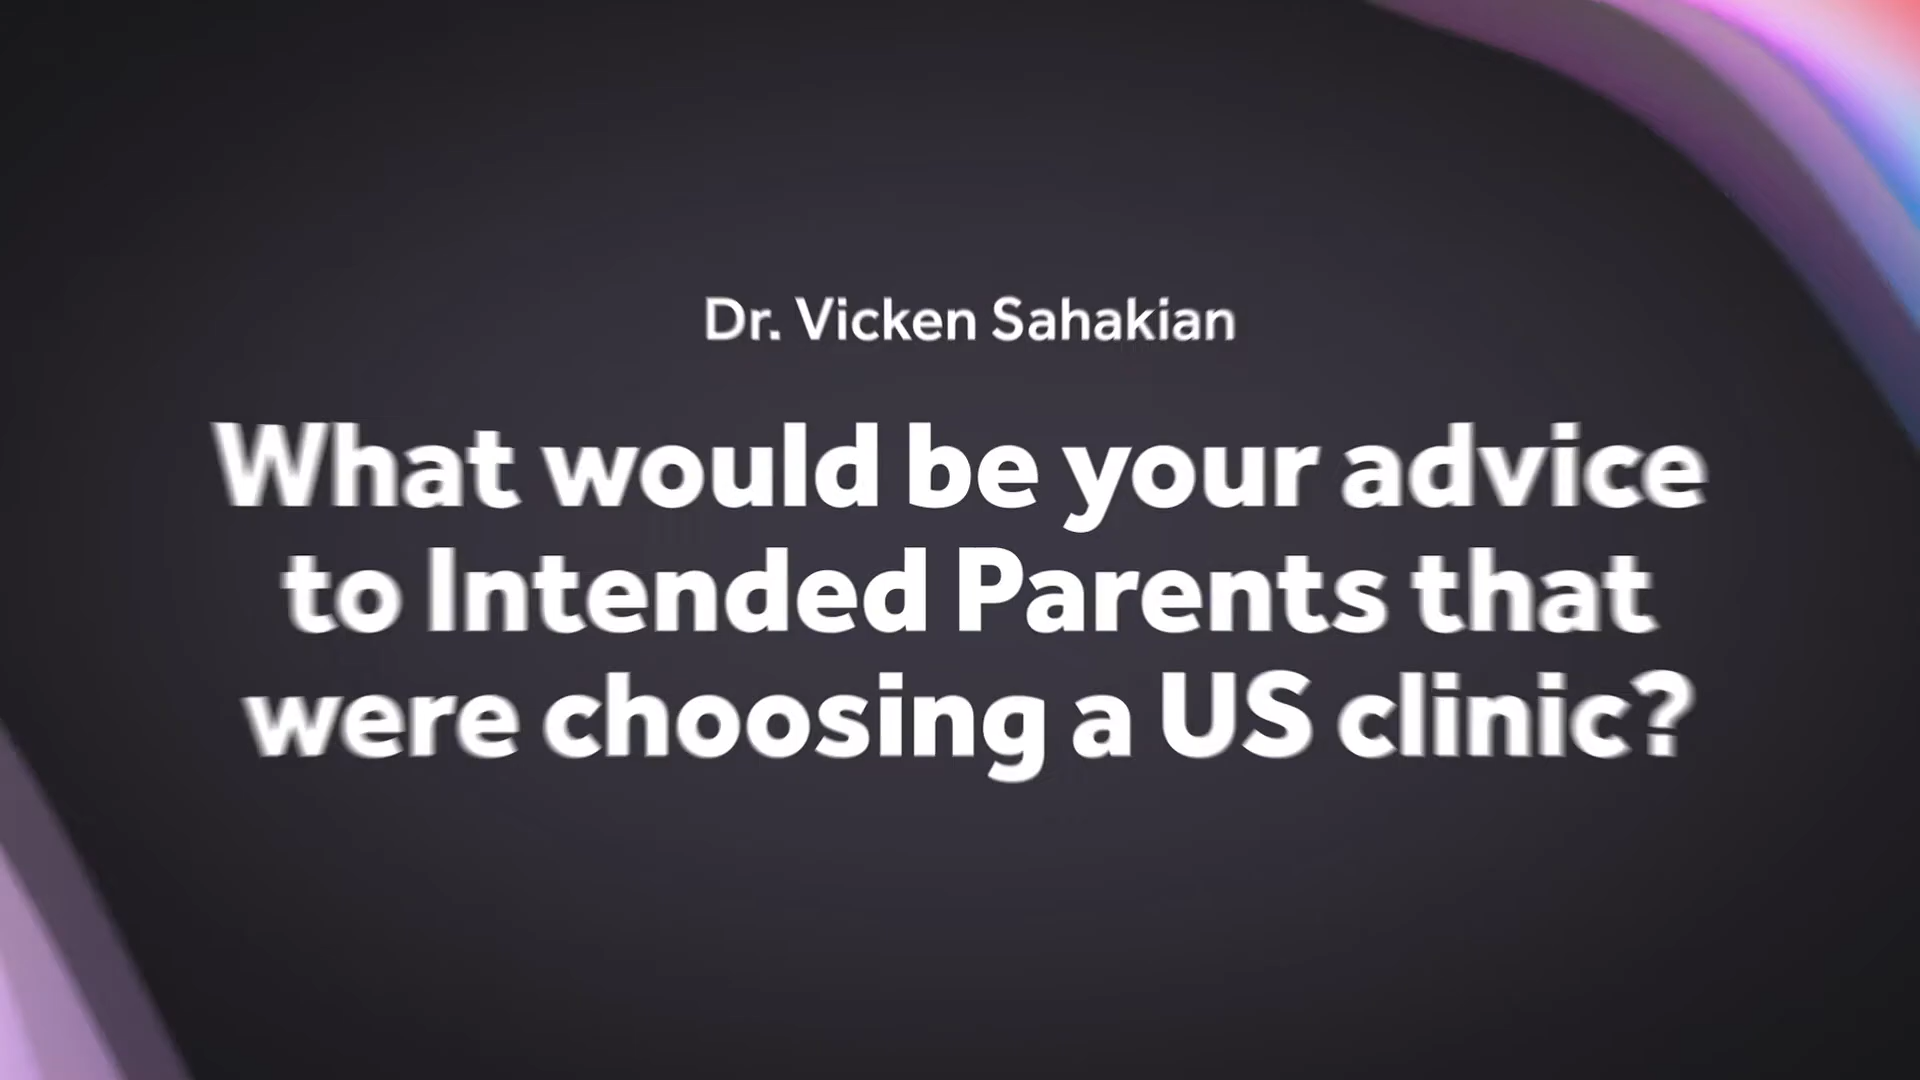 Dr. Vicken Sahakian
What would be your advice
to Intended Parents that
were choosing a US clinic?